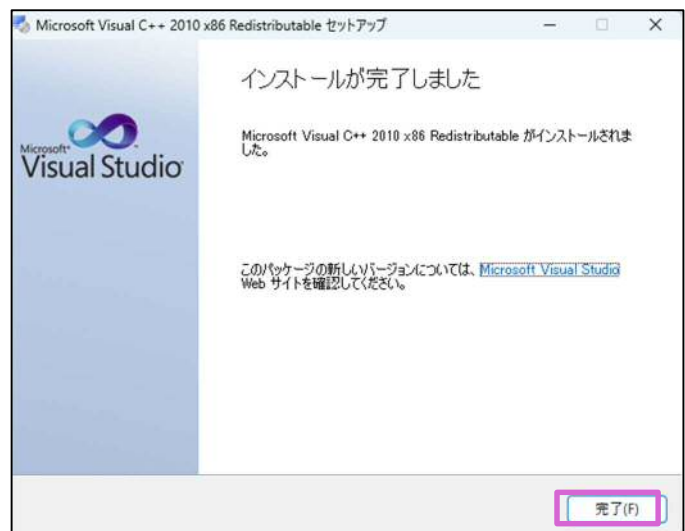 Microsoft Visual C++ 2010 x86 Redistributable セットアップ
インストールが完了しました
Microsoft Visual C++ 2010 x86 Redistributable がインストールされま
した。
Microsoft
Visual Studio
このパッケージの新しいバージョンについては、Microsoft Visual Studio
Web サイトを確認してください。
完了(F)